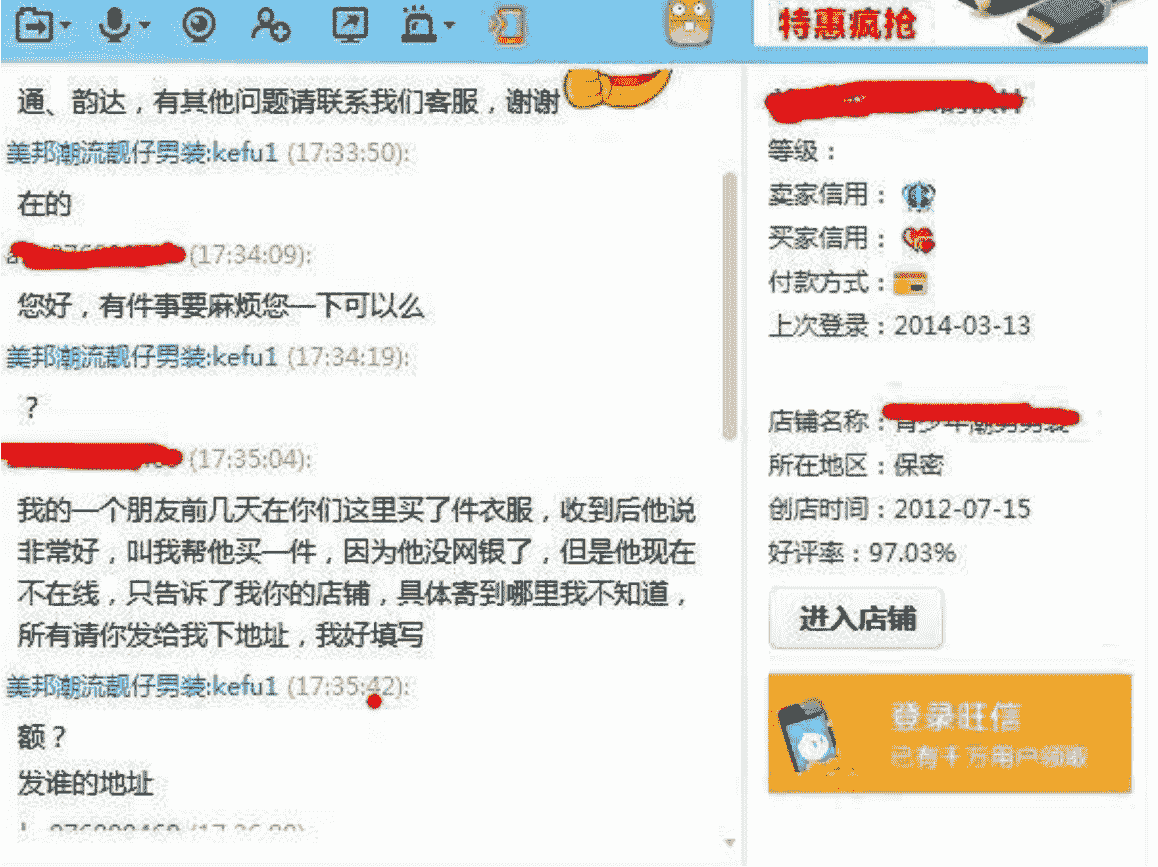 特惠疯抢
通、韵达，有其他问题请联系我们客服，谢谢
美邦潮流靓仔男装:kefu1 (17:33:50):
在的
(17:34:09):
您好，有件事要麻烦您一下可以么
美邦潮流靓仔男装:kefu1 (17:34:19):
？
(17:35:04):
我的一个朋友前几天在你们这里买了件衣服，收到后他说
非常好，叫我帮他买一件，因为他没网银了，但是他现在
不在线，只告诉了我你的店铺，具体寄到哪里我不知道，
所有请你发给我下地址，我好填写
美邦潮流靓仔男装:kefu1 (17:35:42):
额？
发谁的地址
等级：
卖家信用：
买家信用：
付款方式：
上次登录：2014-03-13
店铺名称：
所在地区：保密
创店时间：2012-07-15
好评率：97.03%
进入店铺
登录旺信
已有千万用户领取